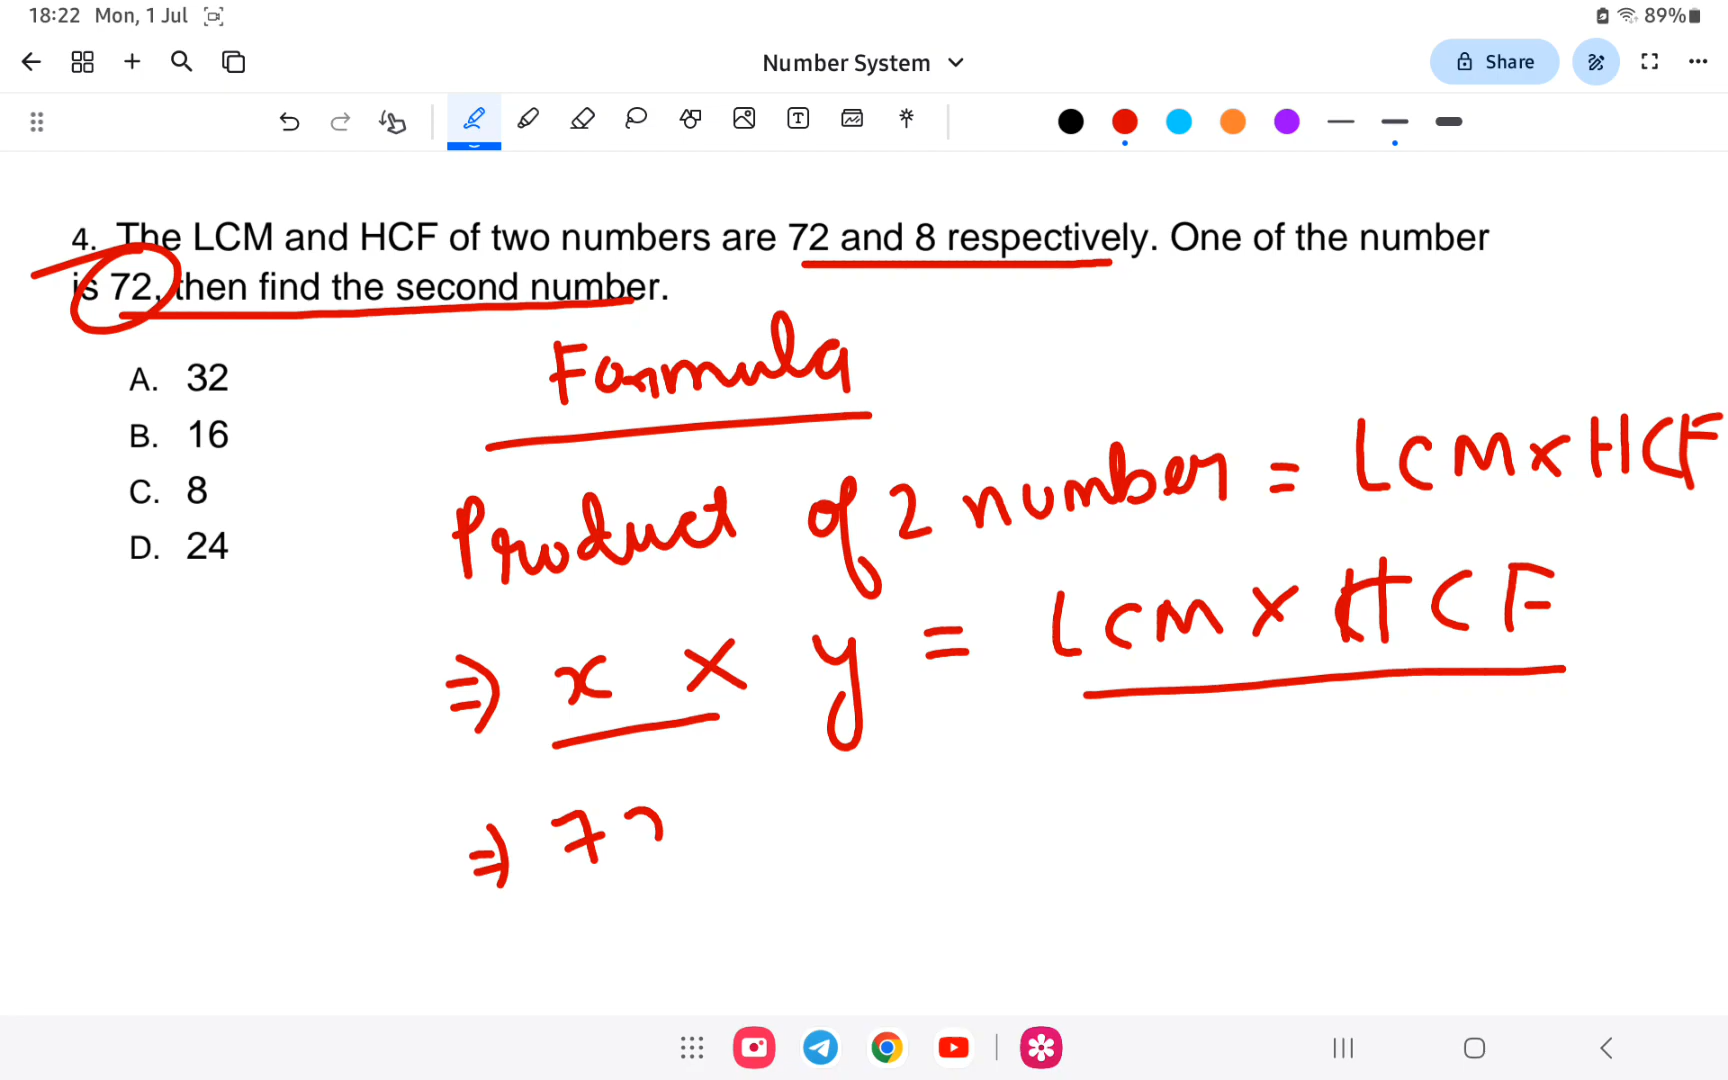 18:22 Mon, 1 Jul 89%
Number System
Share
4. The LCM and HCF of two numbers are 72 and 8 respectively. One of the number
is 72, then find the second number.
Formula
A. 32
B. 16
C. 8
D. 24
Product of 2 number = LCM x HCF
⇒ x × y = LCM × HCF
⇒ 72